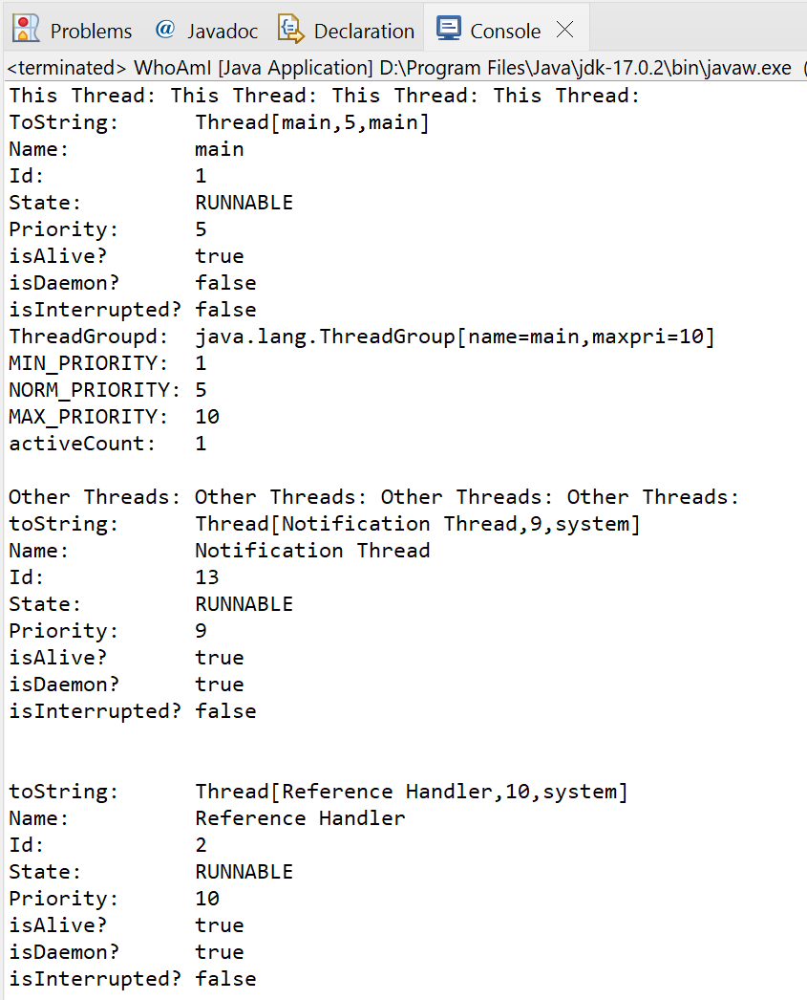 Problems @ Javadoc Declaration Console
<terminated> WhoAmI [Java Application] D:\Program Files\Java\jdk-17.0.2\bin\javaw.exe (
This Thread: This Thread: This Thread: This Thread:
ToString: Thread[main,5,main]
Name: main
Id: 1
State: RUNNABLE
Priority: 5
isAlive? true
isDaemon? false
isInterrupted? false
ThreadGroupd: java.lang.ThreadGroup[name=main,maxpri=10]
MIN_PRIORITY: 1
NORM_PRIORITY: 5
MAX_PRIORITY: 10
activeCount: 1
Other Threads: Other Threads: Other Threads: Other Threads:
toString: Thread[Notification Thread,9,system]
Name: Notification Thread
Id: 13
State: RUNNABLE
Priority: 9
isAlive? true
isDaemon? true
isInterrupted? false
toString: Thread[Reference Handler,10,system]
Name: Reference Handler
Id: 2
State: RUNNABLE
Priority: 10
isAlive? true
isDaemon? true
isInterrupted? false